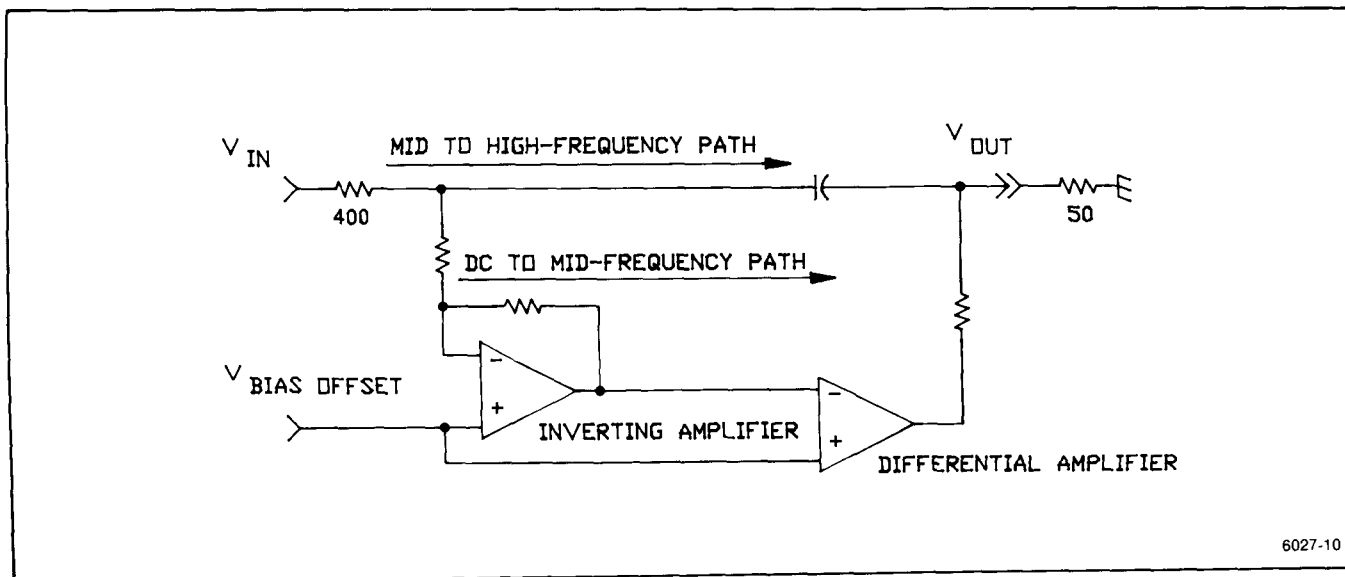 V IN
MID TO HIGH-FREQUENCY PATH
V OUT
400
50
DC TO MID-FREQUENCY PATH
V BIAS OFFSET
-
+
INVERTING AMPLIFIER
-
+
DIFFERENTIAL AMPLIFIER
6027-10